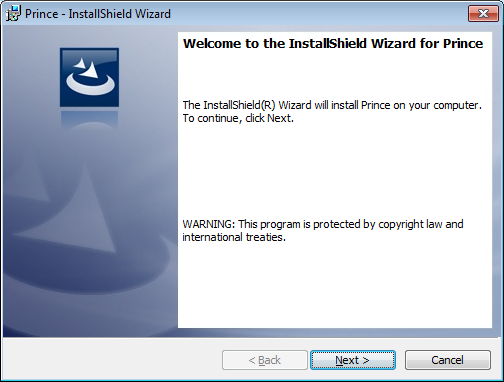 Prince - InstallShield Wizard
Welcome to the InstallShield Wizard for Prince
The InstallShield(R) Wizard will install Prince on your computer.
To continue, click Next.
WARNING: This program is protected by copyright law and
international treaties.
< Back Next > Cancel